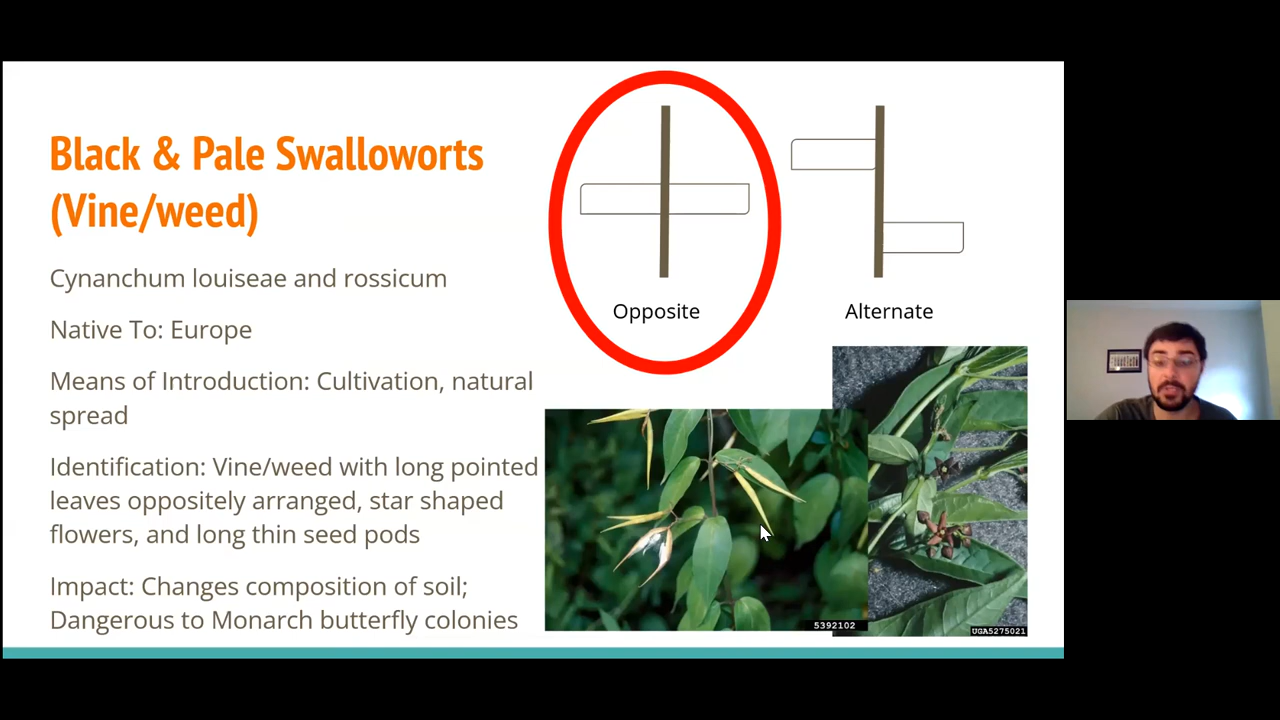 Black & Pale Swalloworts
(Vine/weed)
Cynanchum louiseae and rossicum
Native To: Europe
Means of Introduction: Cultivation, natural
spread
Identification: Vine/weed with long pointed
leaves oppositely arranged, star shaped
flowers, and long thin seed pods
Impact: Changes composition of soil;
Dangerous to Monarch butterfly colonies
Opposite
Alternate
5392102
UGA5275021